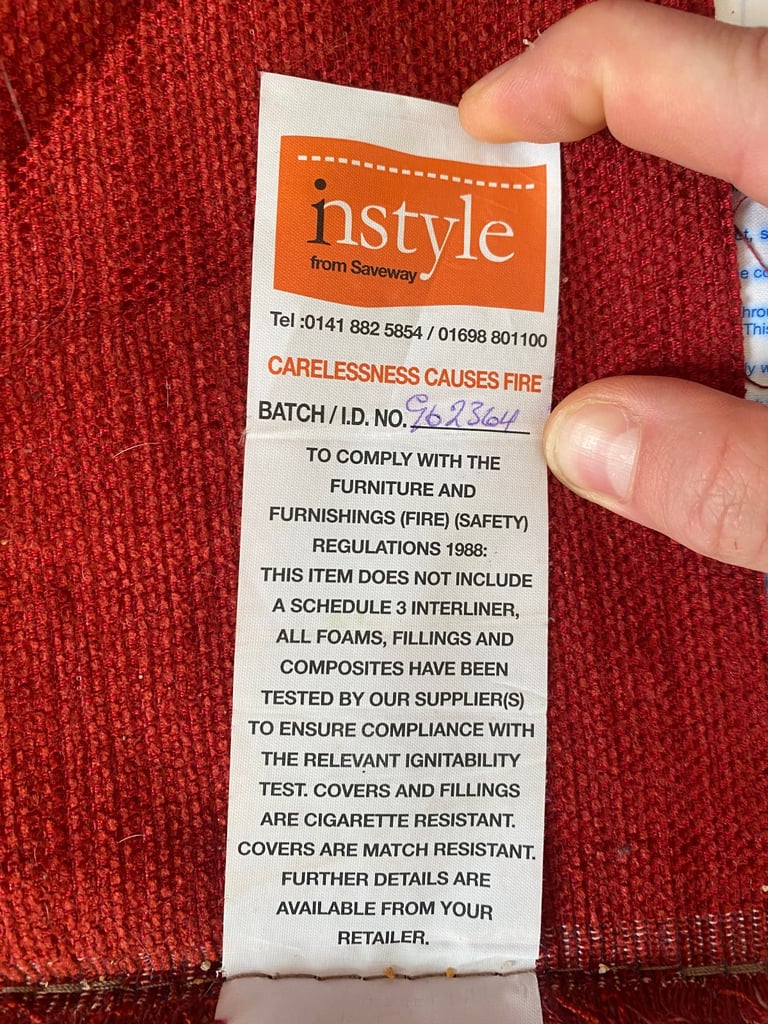 instyle
from Saveway
Tel :0141 882 5854 / 01698 801100
CARELESSNESS CAUSES FIRE
BATCH / I.D. NO. 962364
TO COMPLY WITH THE
FURNITURE AND
FURNISHINGS (FIRE) (SAFETY)
REGULATIONS 1988:
THIS ITEM DOES NOT INCLUDE
A SCHEDULE 3 INTERLINER,
ALL FOAMS, FILLINGS AND
COMPOSITES HAVE BEEN
TESTED BY OUR SUPPLIER(S)
TO ENSURE COMPLIANCE WITH
THE RELEVANT IGNITABILITY
TEST. COVERS AND FILLINGS
ARE CIGARETTE RESISTANT.
COVERS ARE MATCH RESISTANT.
FURTHER DETAILS ARE
AVAILABLE FROM YOUR
RETAILER.